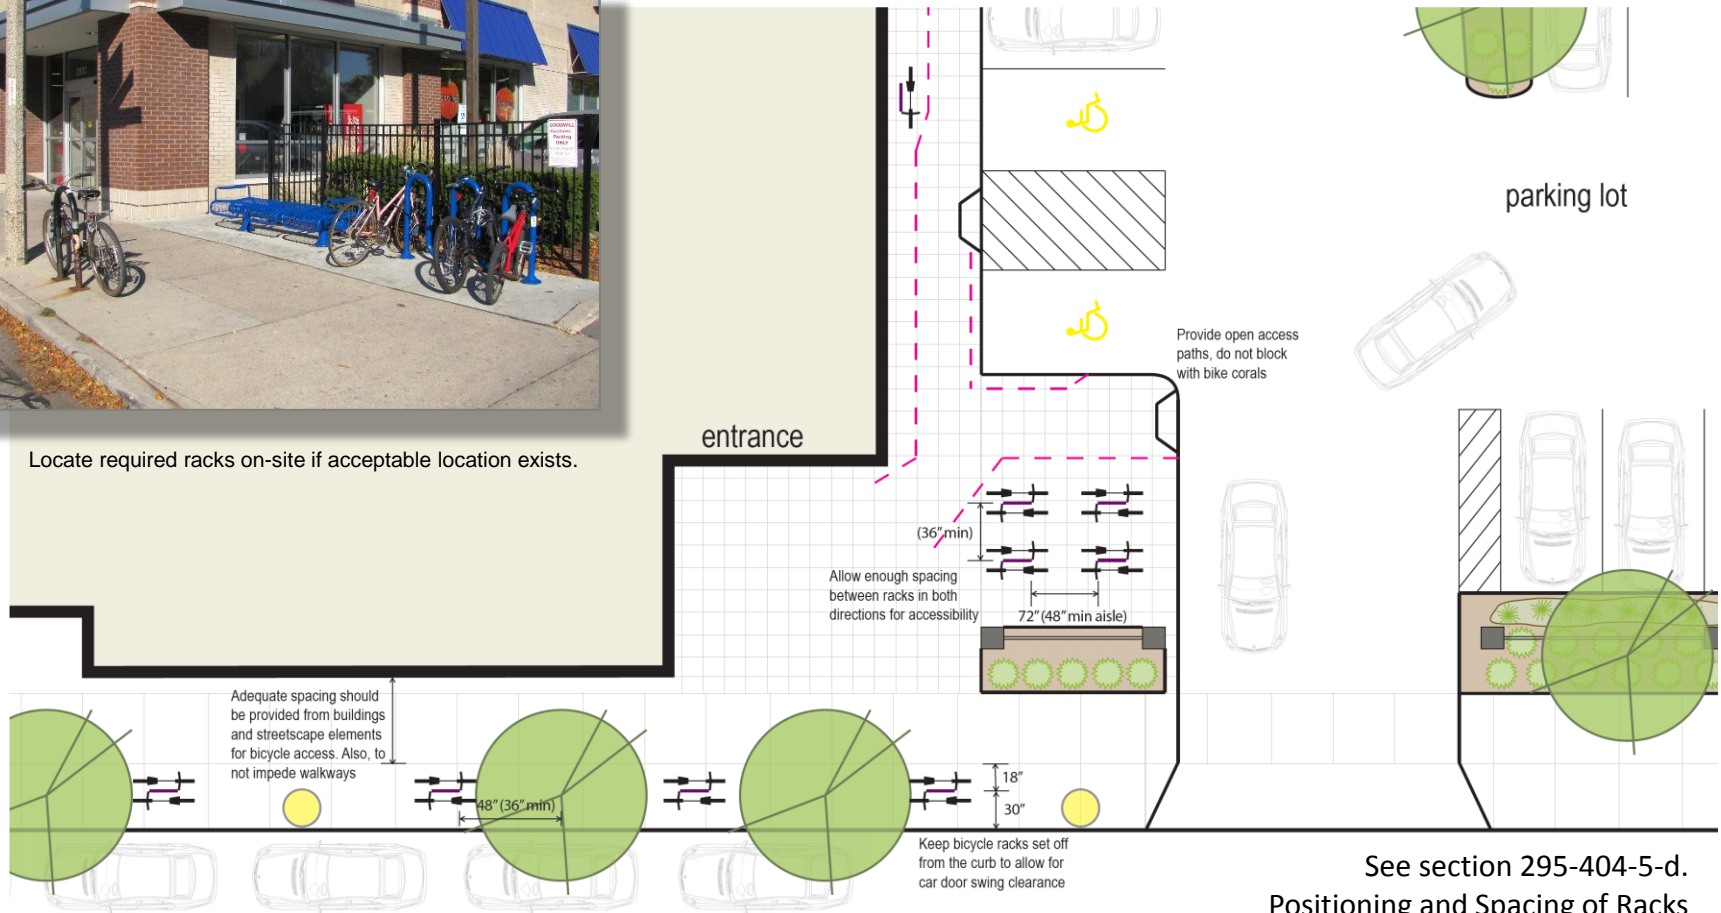 GOODWILL
Customer
Parking
ONLY
Locate required racks on-site if acceptable location exists.
entrance
parking lot
Provide open access
paths, do not block
with bike corals
(36"min)
Allow enough spacing
between racks in both
directions for accessibility
72"(48"min aisle)
Adequate spacing should
be provided from buildings
and streetscape elements
for bicycle access. Also, to
not impede walkways
48"(36"min)
18"
30"
Keep bicycle racks set off
from the curb to allow for
car door swing clearance
See section 295-404-5-d.
Positioning and Spacing of Racks